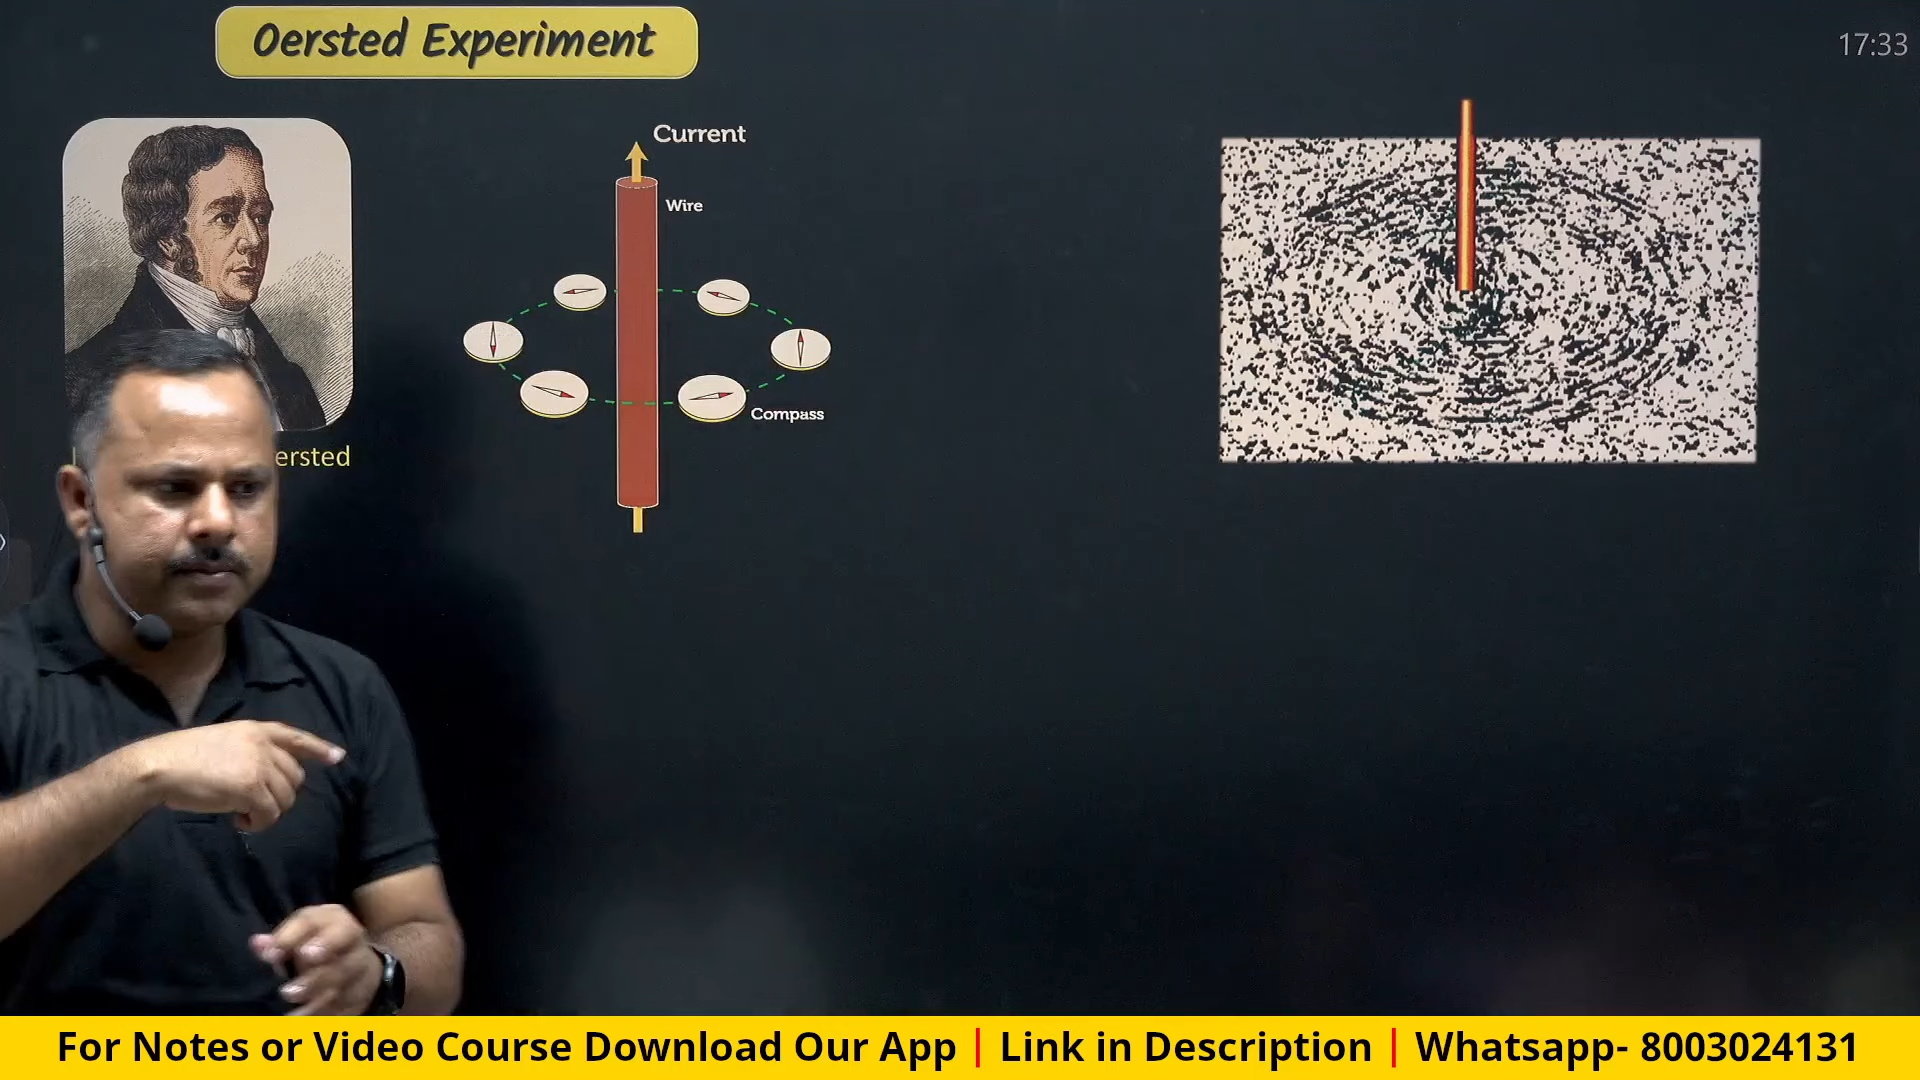 Oersted Experiment
17:33
Current
Wire
Compass
ersted
For Notes or Video Course Download Our App | Link in Description | Whatsapp- 8003024131